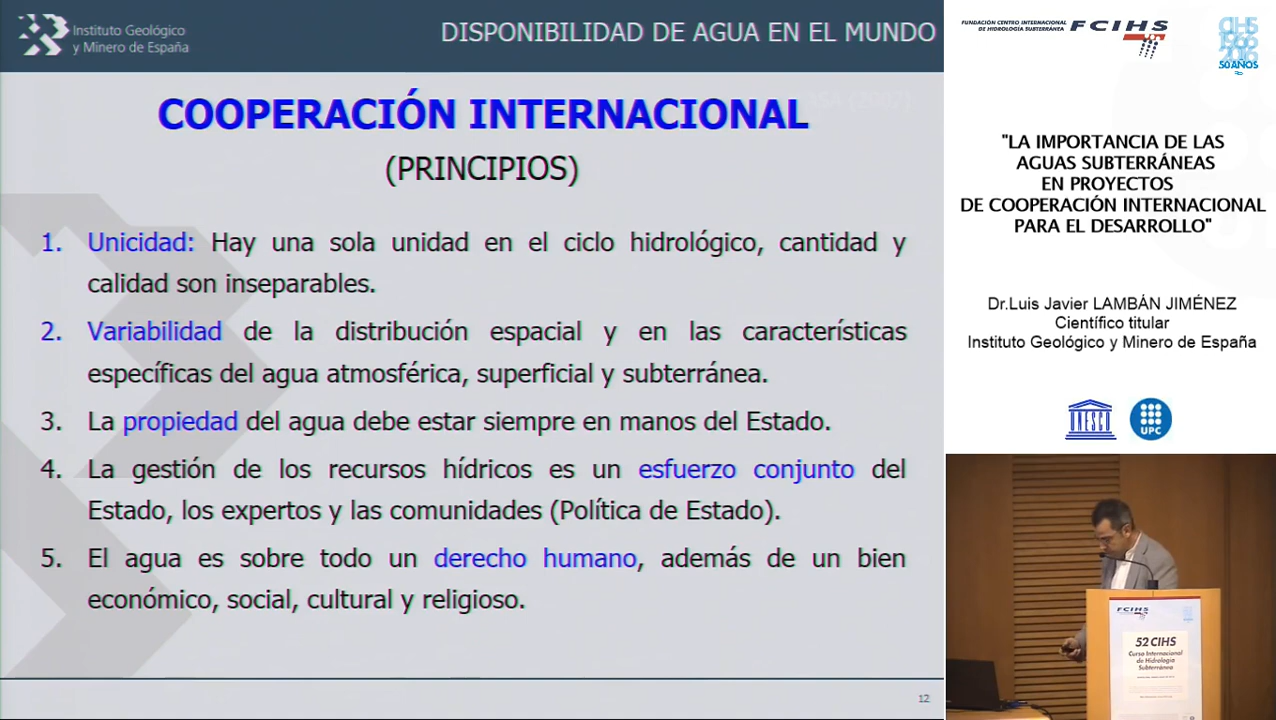 Instituto Geológico
y Minero de España
DISPONIBILIDAD DE AGUA EN EL MUNDO
COOPERACIÓN INTERNACIONAL
(PRINCIPIOS)
1. Unicidad: Hay una sola unidad en el ciclo hidrológico, cantidad y
calidad son inseparables.
2. Variabilidad de la distribución espacial y en las características
específicas del agua atmosférica, superficial y subterránea.
3. La propiedad del agua debe estar siempre en manos del Estado.
4. La gestión de los recursos hídricos es un esfuerzo conjunto del
Estado, los expertos y las comunidades (Política de Estado).
5. El agua es sobre todo un derecho humano, además de un bien
económico, social, cultural y religioso.
12
FUNDACIÓN CENTRO INTERNACIONAL
DE HIDROLOGÍA SUBTERRÁNEA
FCIHS
CIHS
1966
2016
50 AÑOS
"LA IMPORTANCIA DE LAS
AGUAS SUBTERRÁNEAS
EN PROYECTOS
DE COOPERACIÓN INTERNACIONAL
PARA EL DESARROLLO"
Dr.Luis Javier LAMBÁN JIMÉNEZ
Científico titular
Instituto Geológico y Minero de España
UNESCO
UPC
FCIHS
52 CIHS
Curso Internacional
de Hidrología
Subterránea